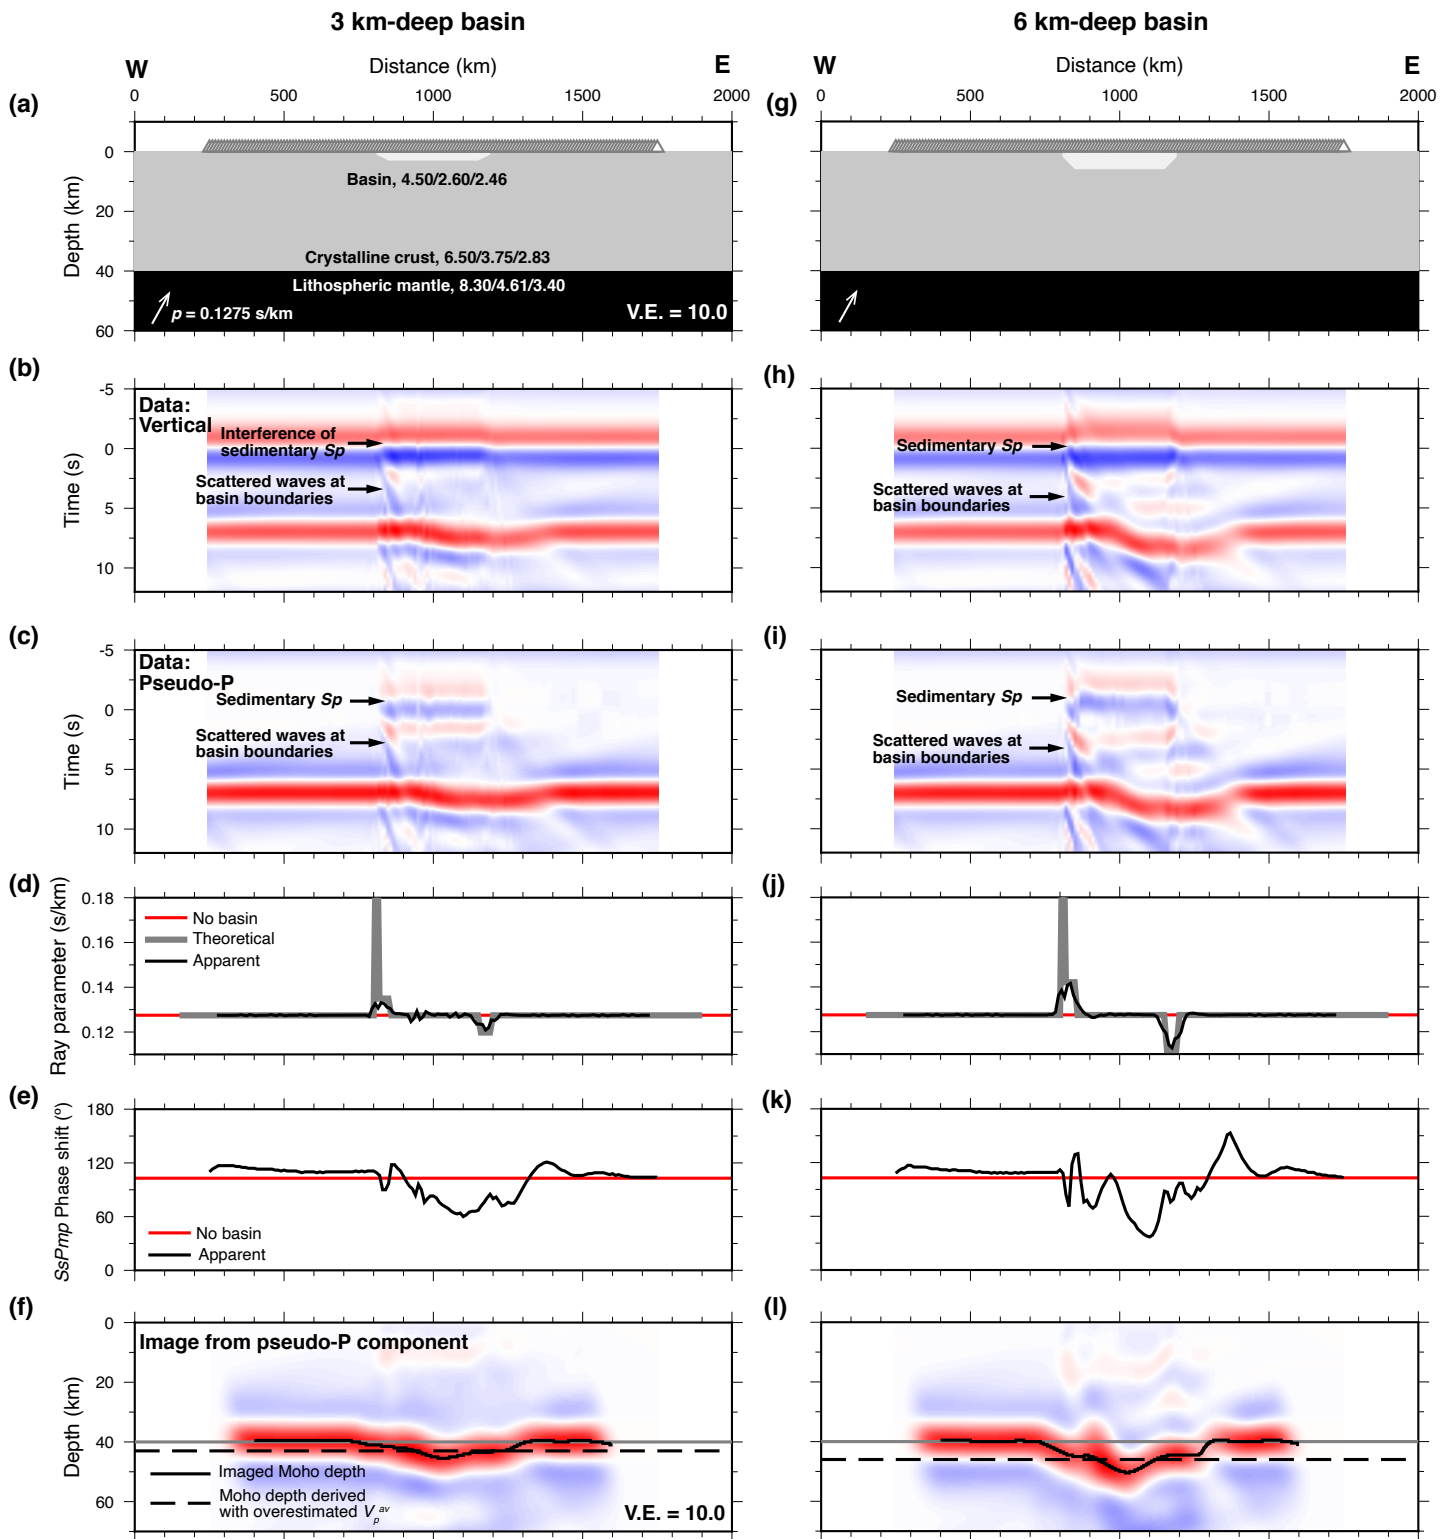 3 km-deep basin
6 km-deep basin
W
Distance (km)
E
W
Distance (km)
E
0 500 1000 1500 2000
0 500 1000 1500 2000
(a)
(g)
Depth (km)
0
20
40
60
Basin, 4.50/2.60/2.46
Crystalline crust, 6.50/3.75/2.83
Lithospheric mantle, 8.30/4.61/3.40
p = 0.1275 s/km
V.E. = 10.0
(b)
(h)
Time (s)
-5
0
5
10
Data:
Vertical
Interference of
sedimentary Sp
Scattered waves at
basin boundaries
Sedimentary Sp
Scattered waves at
basin boundaries
(c)
(i)
Time (s)
-5
0
5
10
Data:
Pseudo-P
Sedimentary Sp
Scattered waves at
basin boundaries
Sedimentary Sp
Scattered waves at
basin boundaries
(d)
(j)
Ray parameter (s/km)
0.18
0.16
0.14
0.12
No basin
Theoretical
Apparent
(e)
(k)
SsPmp Phase shift (°)
180
120
60
0
No basin
Apparent
(f)
(l)
Depth (km)
0
20
40
60
Image from pseudo-P component
Imaged Moho depth
Moho depth derived
with overestimated Vpav
V.E. = 10.0